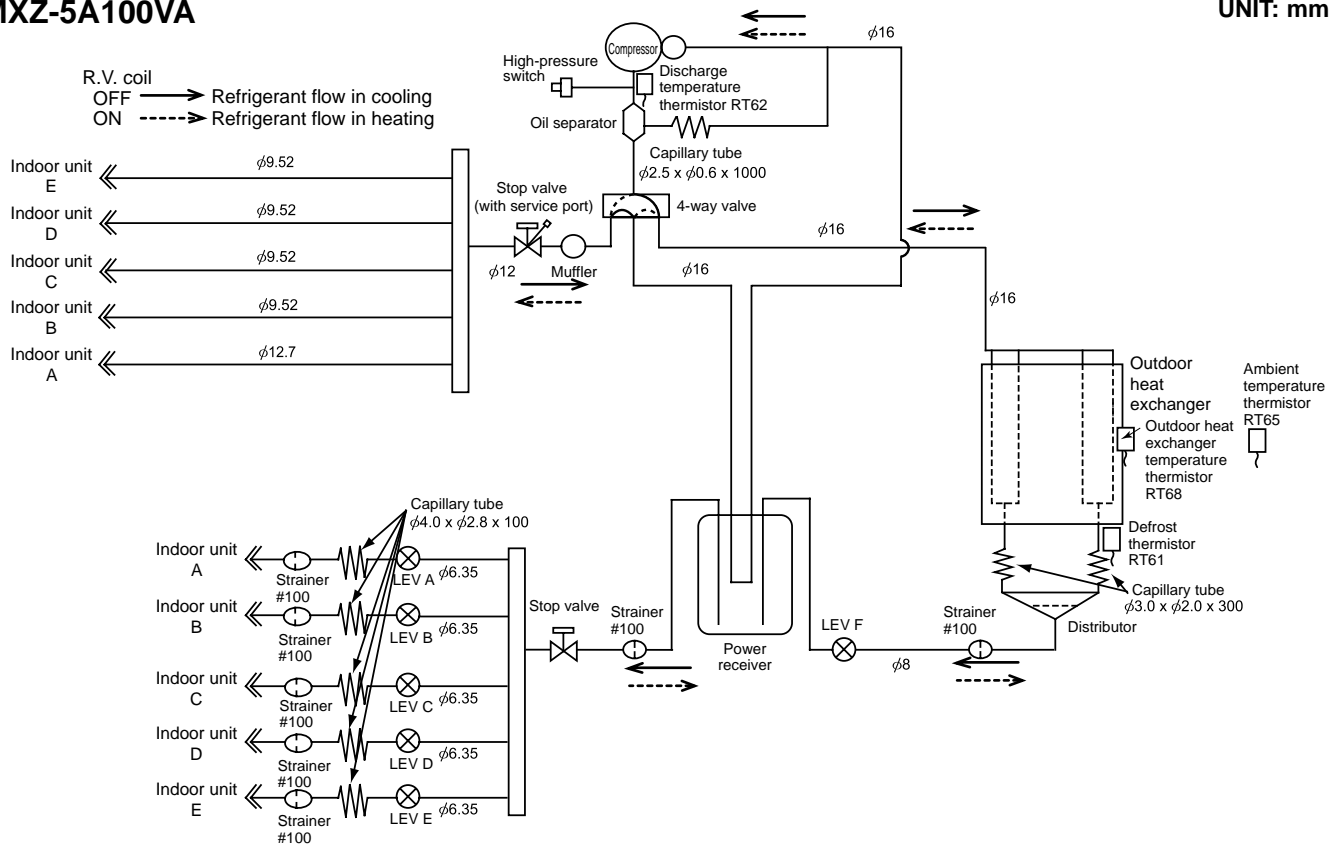 MXZ-5A100VA
UNIT: mm
R.V. coil
OFF Refrigerant flow in cooling
ON Refrigerant flow in heating
Compressor
φ16
High-pressure
switch
Discharge
temperature
thermistor RT62
Oil separator
Capillary tube
φ2.5 x φ0.6 x 1000
Indoor unit
E
φ9.52
Indoor unit
D
φ9.52
Indoor unit
C
φ9.52
Indoor unit
B
φ9.52
Indoor unit
A
φ12.7
Stop valve
(with service port)
4-way valve
φ12
Muffler
φ16
φ16
φ16
Outdoor
heat
exchanger
Outdoor heat
exchanger
temperature
thermistor
RT68
Ambient
temperature
thermistor
RT65
Defrost
thermistor
RT61
Capillary tube
φ3.0 x φ2.0 x 300
Distributor
Capillary tube
φ4.0 x φ2.8 x 100
Indoor unit
A
Strainer
#100
LEV A
φ6.35
Indoor unit
B
Strainer
#100
LEV B
φ6.35
Indoor unit
C
Strainer
#100
LEV C
φ6.35
Indoor unit
D
Strainer
#100
LEV D
φ6.35
Indoor unit
E
Strainer
#100
LEV E
φ6.35
Stop valve
Strainer
#100
Power
receiver
LEV F
φ8
Strainer
#100